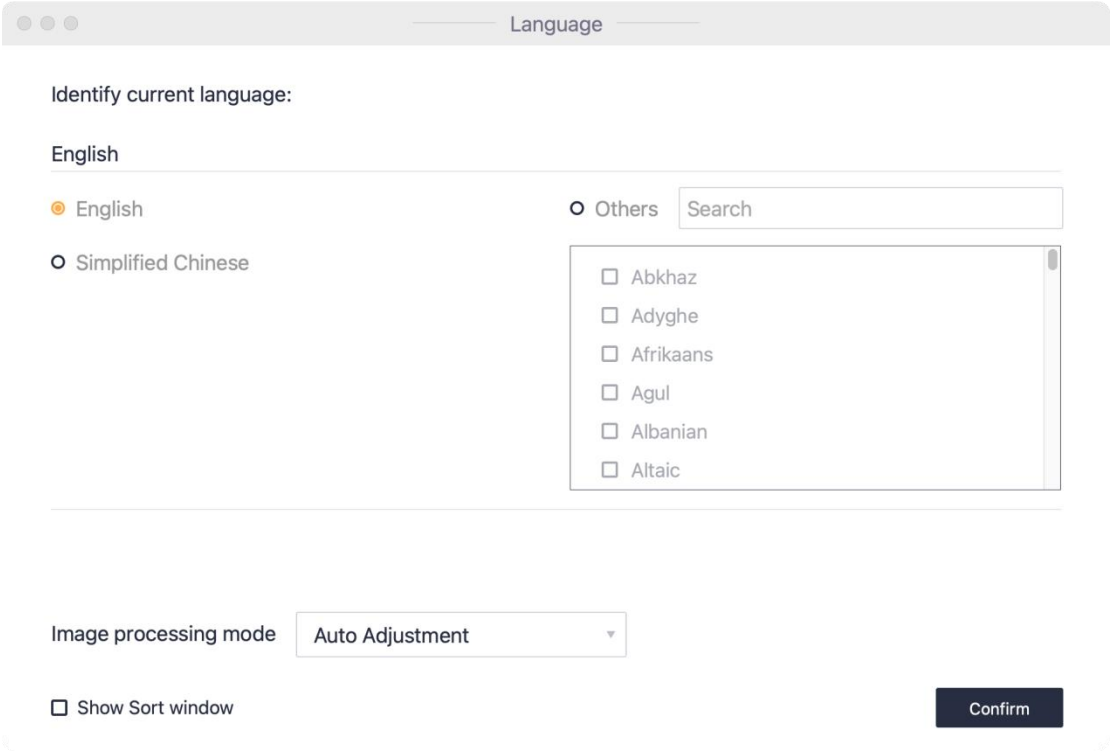 Language
Identify current language:
English
English
Others
Search
Simplified Chinese
Abkhaz
Adyghe
Afrikaans
Agul
Albanian
Altaic
Image processing mode
Auto Adjustment
Show Sort window
Confirm